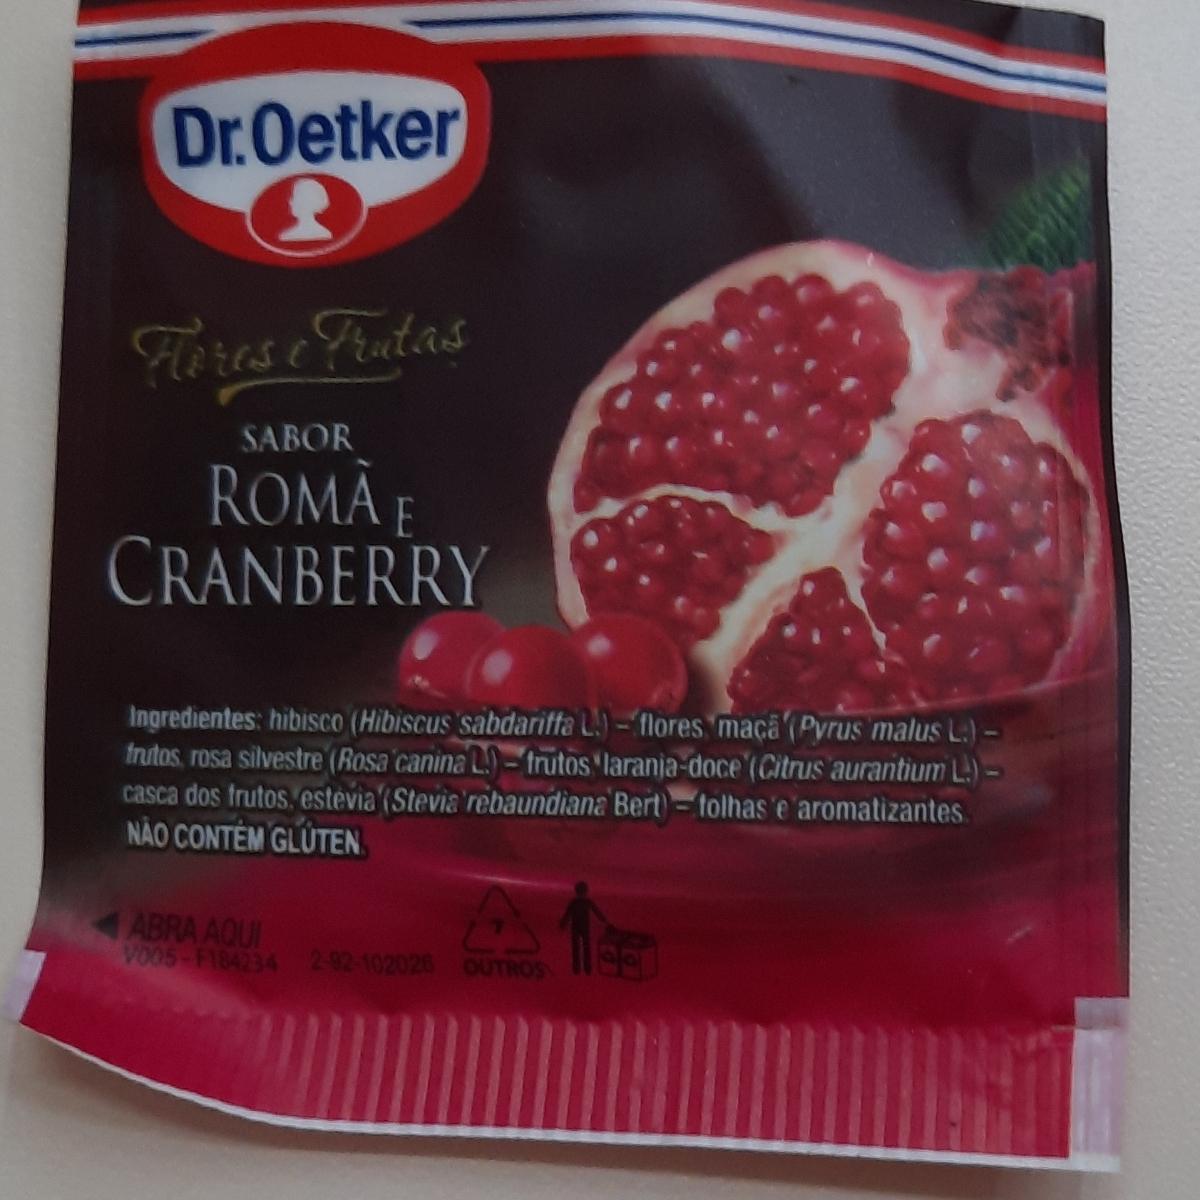 Dr.Oetker
Flores e Frutas
SABOR
ROMÃ E
CRANBERRY
Ingredientes: hibisco (Hibiscus sabdariffa L.) – flores, maçã (Pyrus malus L.) –
frutos, rosa silvestre (Rosa canina L.) – frutos, laranja-doce (Citrus aurantium L.) –
casca dos frutos, estévia (Stevia rebaundiana Bert) – folhas e aromatizantes.
NÃO CONTÉM GLÚTEN.
ABRA AQUI
V005 - F184234 2-92-102026
7
OUTROS